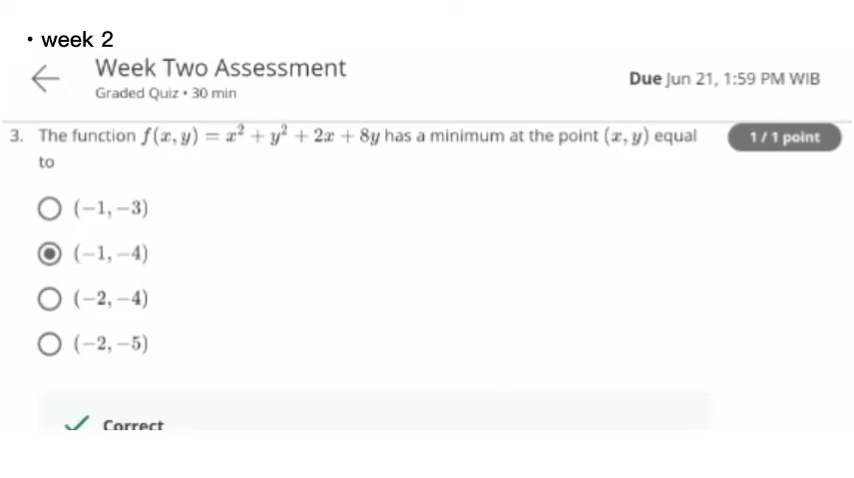 • week 2
Week Two Assessment
Graded Quiz • 30 min
Due Jun 21, 1:59 PM WIB
3. The function f(x, y) = x² + y² + 2x + 8y has a minimum at the point (x, y) equal
to
1 / 1 point
(−1, −3)
(−1, −4)
(−2, −4)
(−2, −5)
Correct